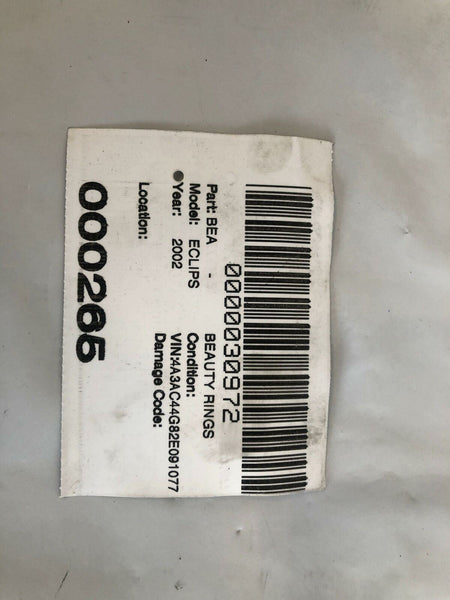 0000030972
Part: BEA - BEAUTY RINGS
Model: ECLIPS Condition:
Year: 2002 VIN:4A3AC44G82E091077
Damage Code:
Location:
000265